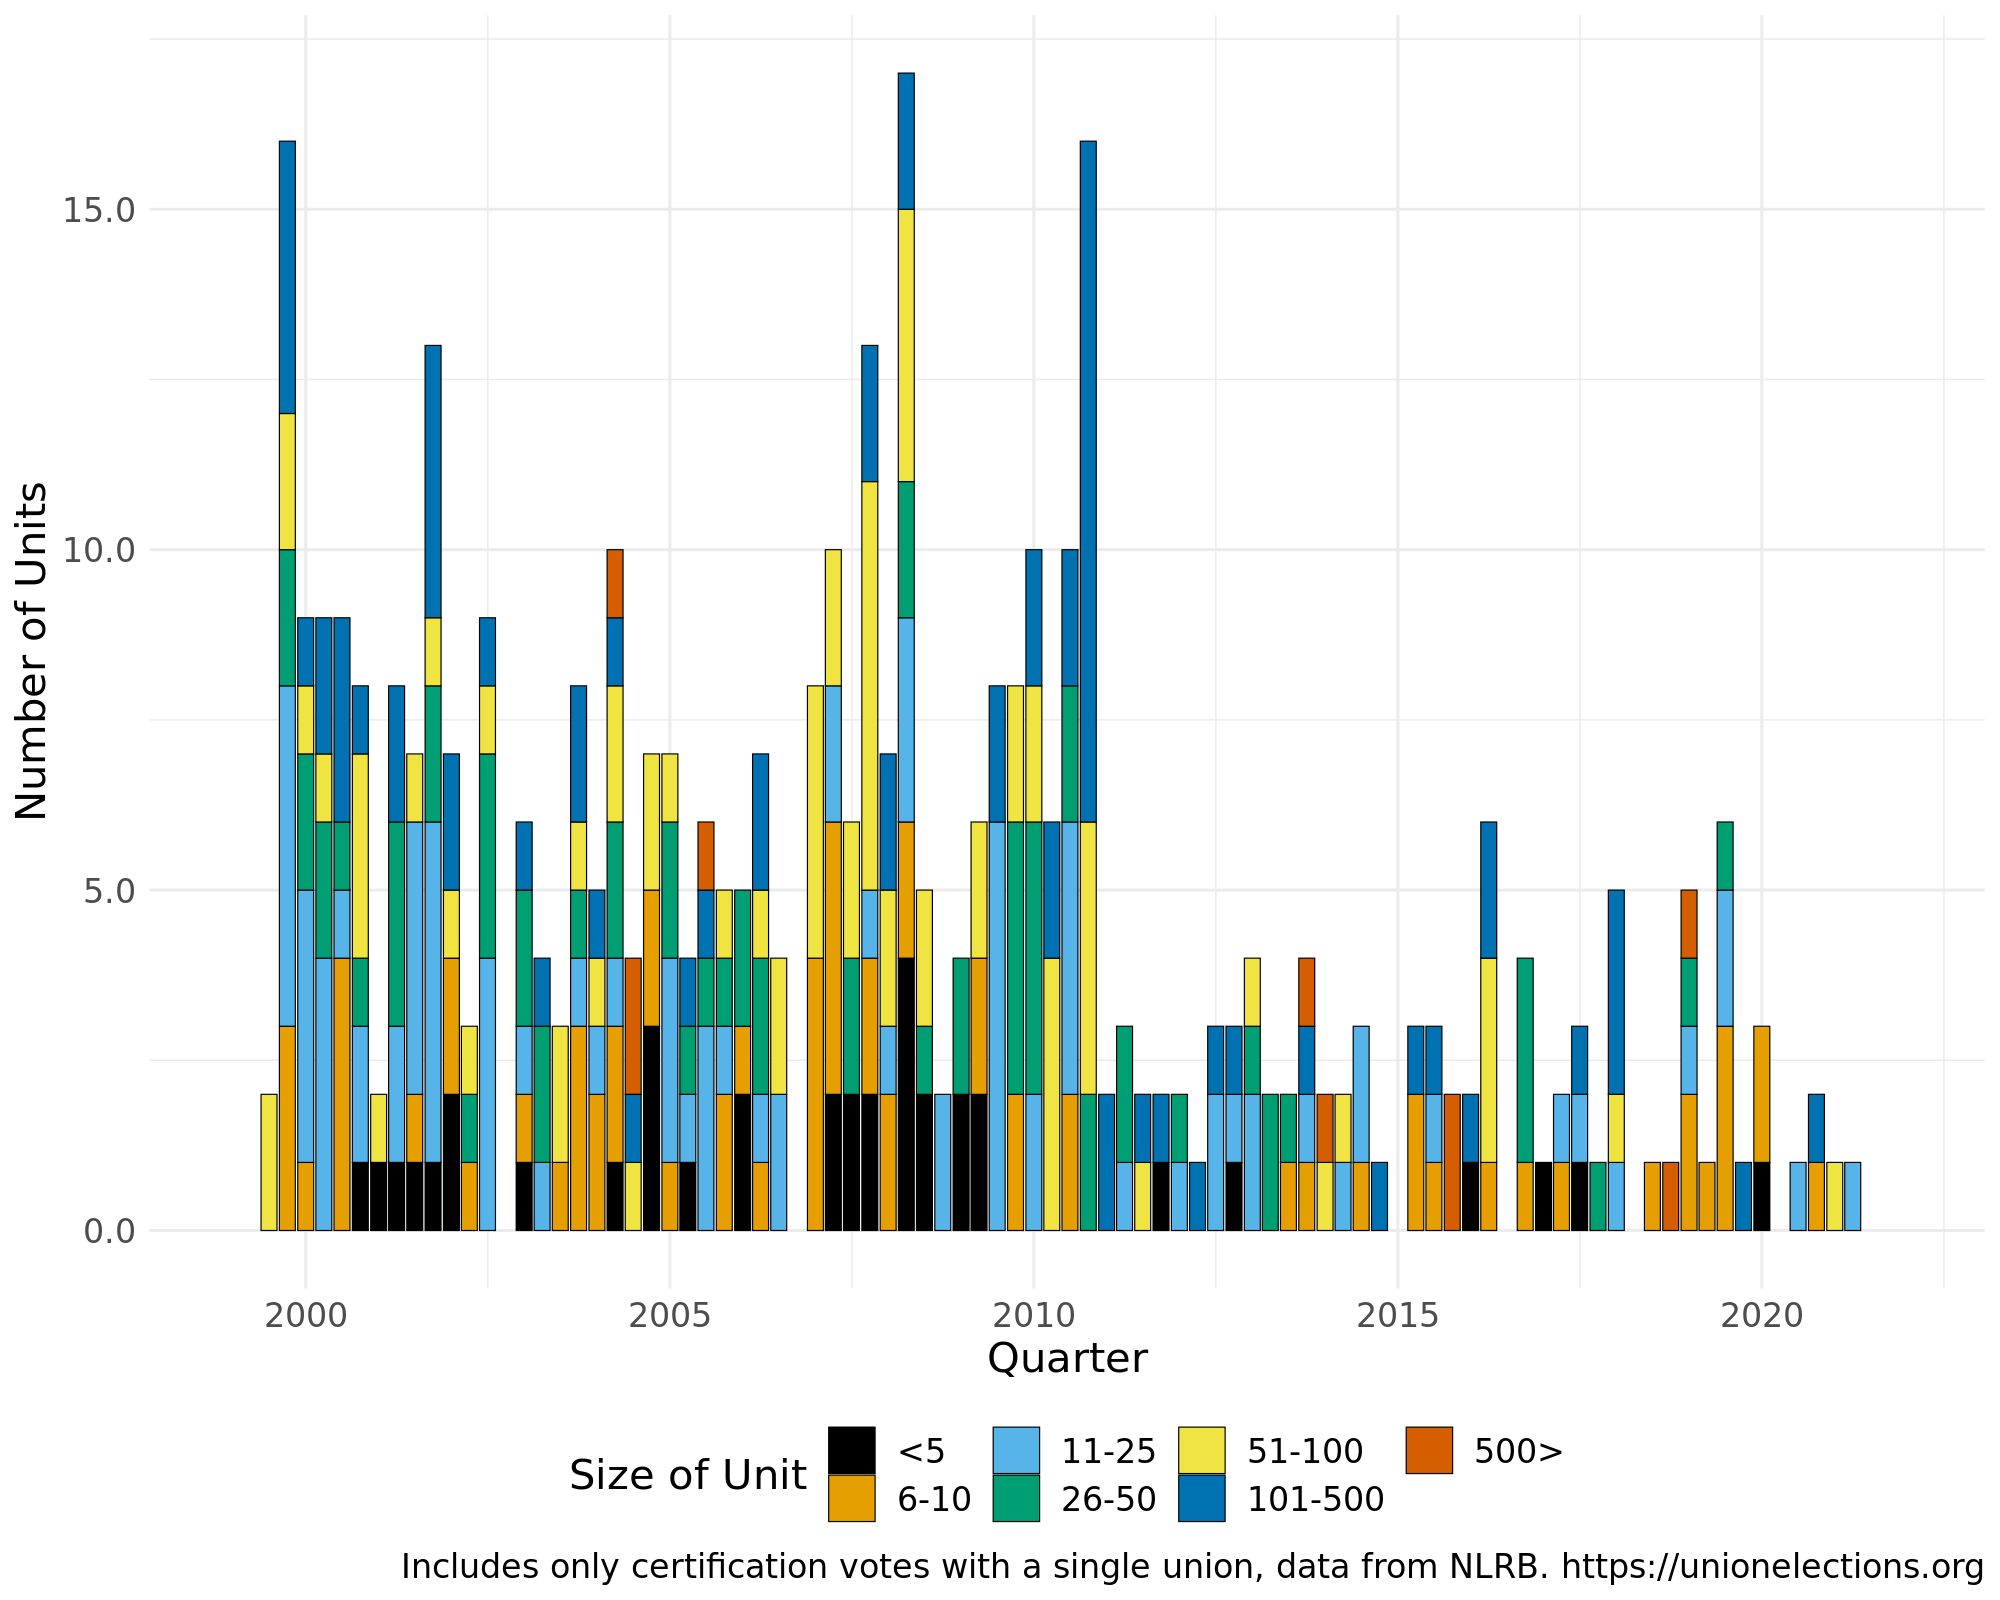 Number of Units
15.0
10.0
5.0
0.0
2000 2005 2010 2015 2020
Quarter
Size of Unit
<5 11-25 51-100 500>
6-10 26-50 101-500
Includes only certification votes with a single union, data from NLRB. https://unionelections.org